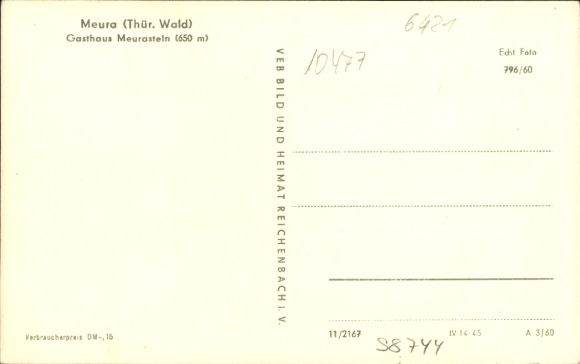 Meura (Thür. Wald)
Gasthaus Meurastein (650 m)
6421
10477
Echt Foto
796/60
VEB BILD UND HEIMAT REICHENBACH I. V.
Verbraucherpreis DM -,15
11/2167
IV-14-45
A 3/60
S8744